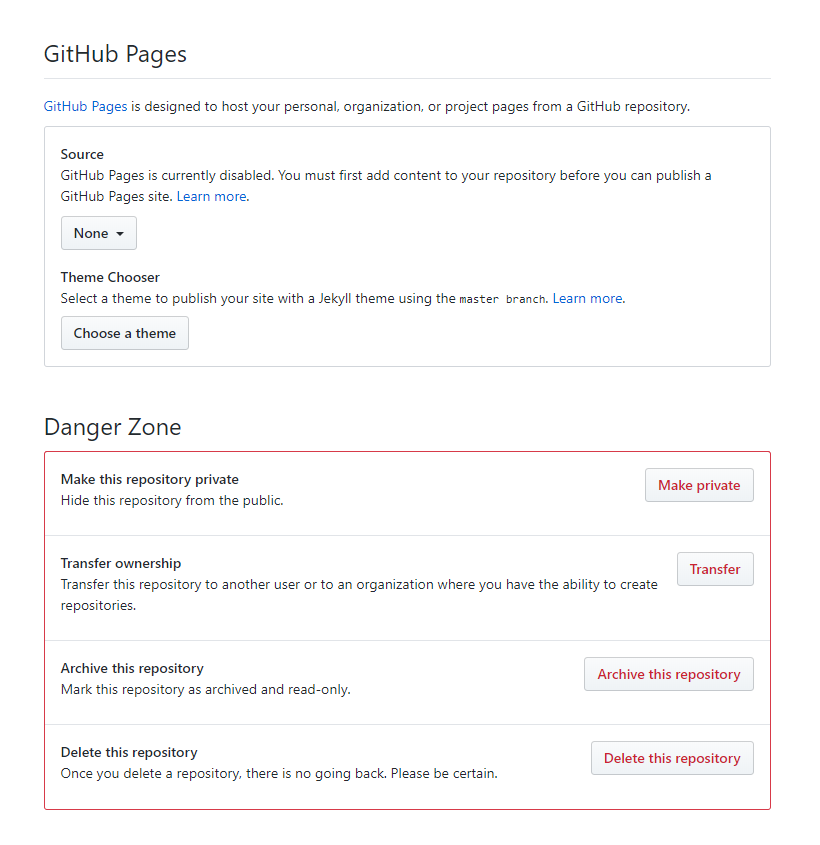 GitHub Pages
GitHub Pages is designed to host your personal, organization, or project pages from a GitHub repository.
Source
GitHub Pages is currently disabled. You must first add content to your repository before you can publish a
GitHub Pages site. Learn more.
None
Theme Chooser
Select a theme to publish your site with a Jekyll theme using the master branch. Learn more.
Choose a theme
Danger Zone
Make this repository private
Hide this repository from the public.
Make private
Transfer ownership
Transfer this repository to another user or to an organization where you have the ability to create
repositories.
Transfer
Archive this repository
Mark this repository as archived and read-only.
Archive this repository
Delete this repository
Once you delete a repository, there is no going back. Please be certain.
Delete this repository